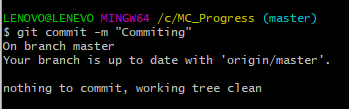 LENOVO@LENEVO MINGW64 /c/MC_Progress (master)
$ git commit -m "Commiting"
On branch master
Your branch is up to date with 'origin/master'.
nothing to commit, working tree clean